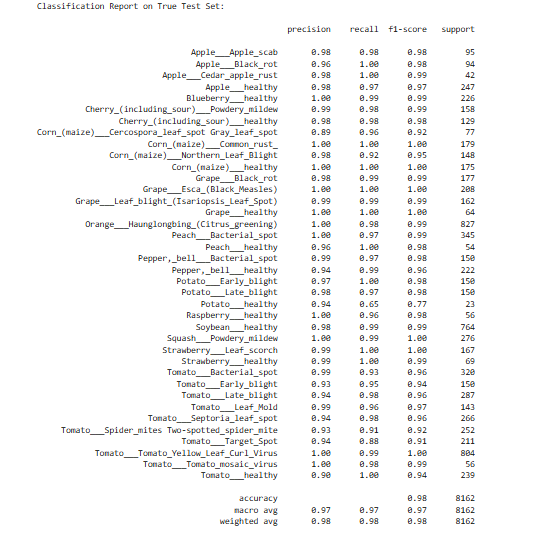 Classification Report on True Test Set:
precision recall f1-score support
Apple___Apple_scab 0.98 0.98 0.98 95
Apple___Black_rot 0.96 1.00 0.98 94
Apple___Cedar_apple_rust 0.98 1.00 0.99 42
Apple___healthy 0.98 0.97 0.97 247
Blueberry___healthy 1.00 0.99 0.99 226
Cherry_(including_sour)___Powdery_mildew 0.99 0.98 0.99 158
Cherry_(including_sour)___healthy 0.98 0.98 0.98 129
Corn_(maize)___Cercospora_leaf_spot Gray_leaf_spot 0.89 0.96 0.92 77
Corn_(maize)___Common_rust_ 1.00 1.00 1.00 179
Corn_(maize)___Northern_Leaf_Blight 0.98 0.92 0.95 148
Corn_(maize)___healthy 1.00 1.00 1.00 175
Grape___Black_rot 0.98 0.99 0.99 177
Grape___Esca_(Black_Measles) 1.00 1.00 1.00 208
Grape___Leaf_blight_(Isariopsis_Leaf_Spot) 0.99 0.99 0.99 162
Grape___healthy 1.00 1.00 1.00 64
Orange___Haunglongbing_(Citrus_greening) 1.00 0.98 0.99 827
Peach___Bacterial_spot 1.00 0.97 0.99 345
Peach___healthy 0.96 1.00 0.98 54
Pepper,_bell___Bacterial_spot 0.99 0.97 0.98 150
Pepper,_bell___healthy 0.94 0.99 0.96 222
Potato___Early_blight 0.97 1.00 0.98 150
Potato___Late_blight 0.98 0.97 0.97 150
Potato___healthy 0.94 0.65 0.77 23
Raspberry___healthy 1.00 0.96 0.98 56
Soybean___healthy 0.98 0.99 0.99 764
Squash___Powdery_mildew 1.00 0.99 1.00 276
Strawberry___Leaf_scorch 0.99 1.00 1.00 167
Strawberry___healthy 0.99 1.00 0.99 69
Tomato___Bacterial_spot 0.99 0.93 0.96 320
Tomato___Early_blight 0.93 0.95 0.94 150
Tomato___Late_blight 0.94 0.98 0.96 287
Tomato___Leaf_Mold 0.99 0.96 0.97 143
Tomato___Septoria_leaf_spot 0.94 0.98 0.96 266
Tomato___Spider_mites Two-spotted_spider_mite 0.93 0.91 0.92 252
Tomato___Target_Spot 0.94 0.88 0.91 211
Tomato___Tomato_Yellow_Leaf_Curl_Virus 1.00 0.99 1.00 804
Tomato___Tomato_mosaic_virus 1.00 0.98 0.99 56
Tomato___healthy 0.90 1.00 0.94 239
accuracy 0.98 8162
macro avg 0.97 0.97 0.97 8162
weighted avg 0.98 0.98 0.98 8162